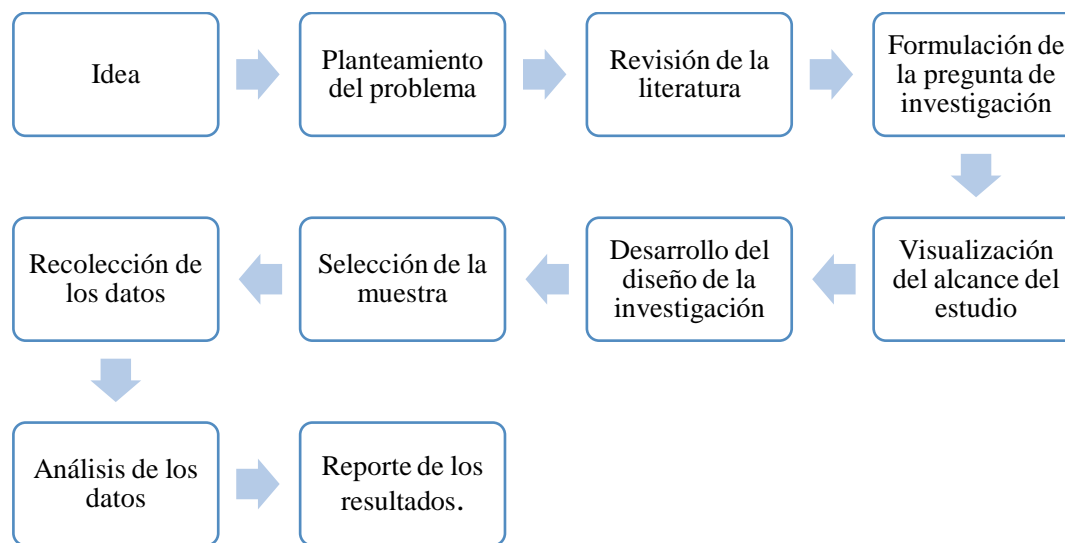 Idea
Planteamiento
del problema
Revisión de la
literatura
Formulación de
la pregunta de
investigación
Visualización
del alcance del
estudio
Desarrollo del
diseño de la
investigación
Selección de la
muestra
Recolección de
los datos
Análisis de los
datos
Reporte de los
resultados.